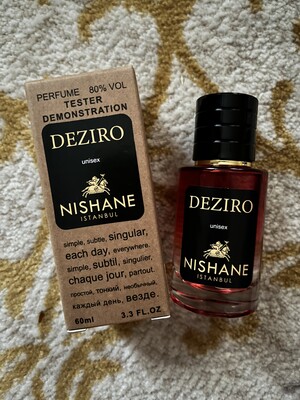 PERFUME 80% VOL
TESTER
DEMONSTRATION
DEZIRO
unisex
NISHANE
ISTANBUL
simple, subtle, singular,
each day, everywhere.
simple, subtil, singulier,
chaque jour, partout.
простой, тонкий, необычный.
каждый день, везде.
60ml 3.3 FL.OZ
DEZIRO
unisex
NISHANE
ISTANBUL